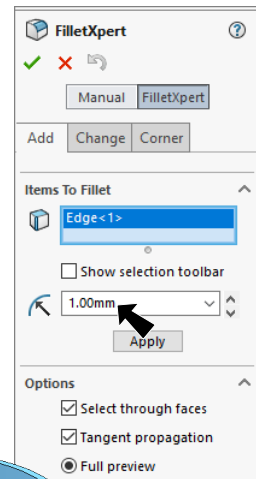 FilletXpert
Manual FilletXpert
Add Change Corner
Items To Fillet
Edge<1>
Show selection toolbar
1.00mm
Apply
Options
Select through faces
Tangent propagation
Full preview